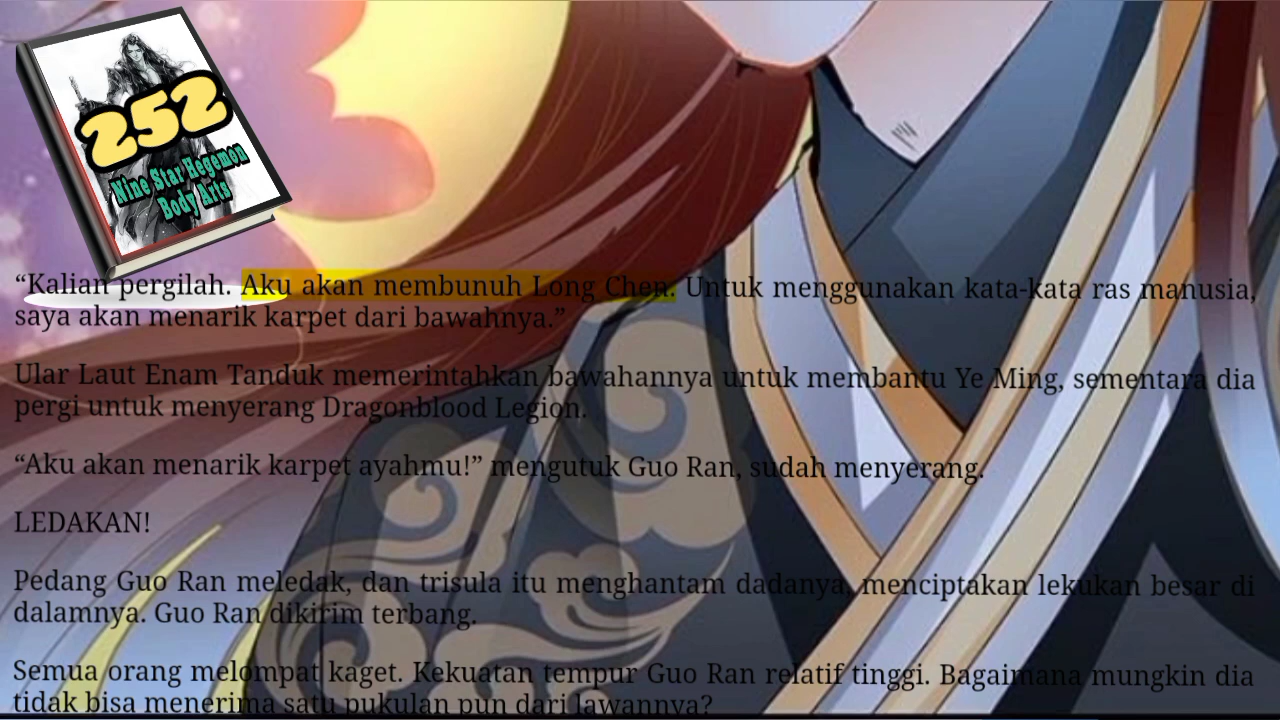 252
Nine Star Hegemon
Body Arts
“Kalian pergilah. Aku akan membunuh Long Chen. Untuk menggunakan kata-kata ras manusia,
saya akan menarik karpet dari bawahnya.”
Ular Laut Enam Tanduk memerintahkan bawahannya untuk membantu Ye Ming, sementara dia
pergi untuk menyerang Dragonblood Legion.
“Aku akan menarik karpet ayahmu!” mengutuk Guo Ran, sudah menyerang.
LEDAKAN!
Pedang Guo Ran meledak, dan trisula itu menghantam dadanya, menciptakan lekukan besar di
dalamnya. Guo Ran dikirim terbang.
Semua orang melompat kaget. Kekuatan tempur Guo Ran relatif tinggi. Bagaimana mungkin dia
tidak bisa menerima satu pukulan pun dari lawannya?